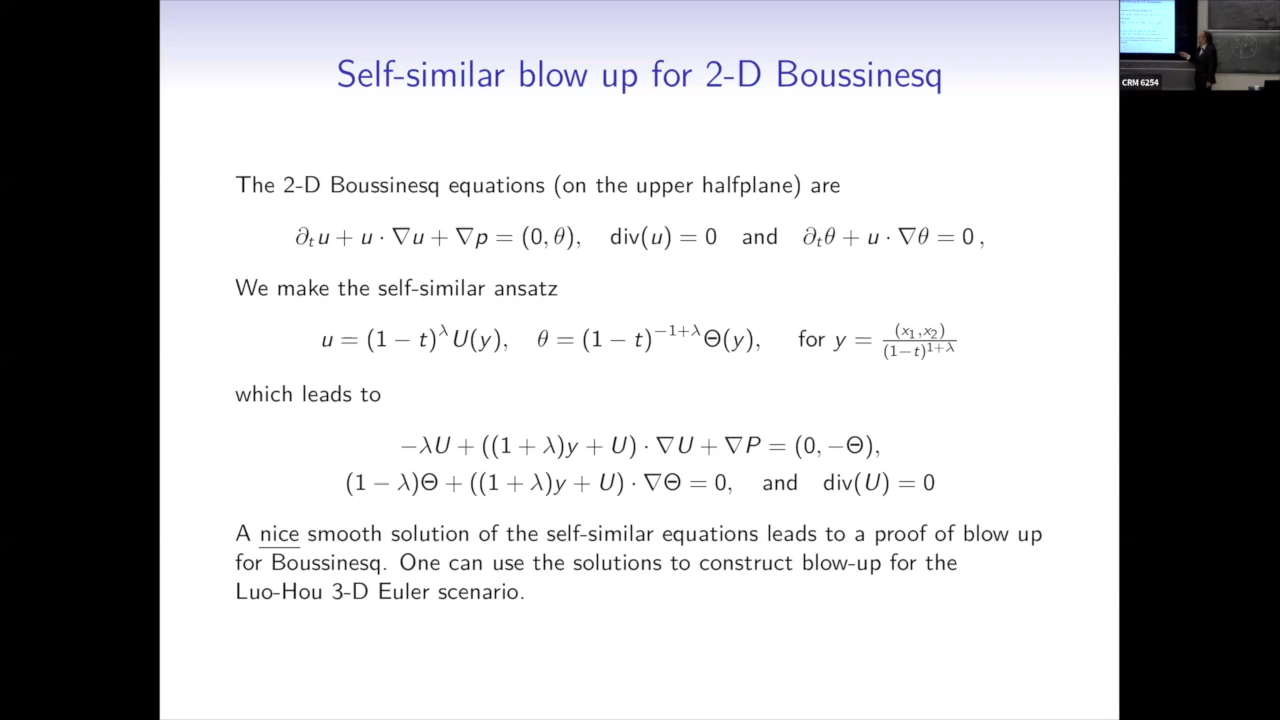 Self-similar blow up for 2-D Boussinesq
The 2-D Boussinesq equations (on the upper halfplane) are
∂ₜu + u · ∇u + ∇p = (0, θ),   div(u) = 0   and   ∂ₜθ + u · ∇θ = 0 ,
We make the self-similar ansatz
u = (1 − t)^λ U(y),   θ = (1 − t)^{−1+λ} Θ(y),   for y = (x₁,x₂)/(1−t)^{1+λ}
which leads to
−λU + ((1 + λ)y + U) · ∇U + ∇P = (0, −Θ),
(1 − λ)Θ + ((1 + λ)y + U) · ∇Θ = 0,   and   div(U) = 0
A nice smooth solution of the self-similar equations leads to a proof of blow up
for Boussinesq. One can use the solutions to construct blow-up for the
Luo-Hou 3-D Euler scenario.
CRM 6254